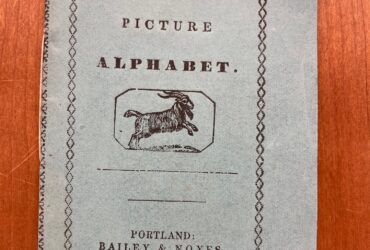 PICTURE
ALPHABET.
PORTLAND:
BAILEY & NOYES